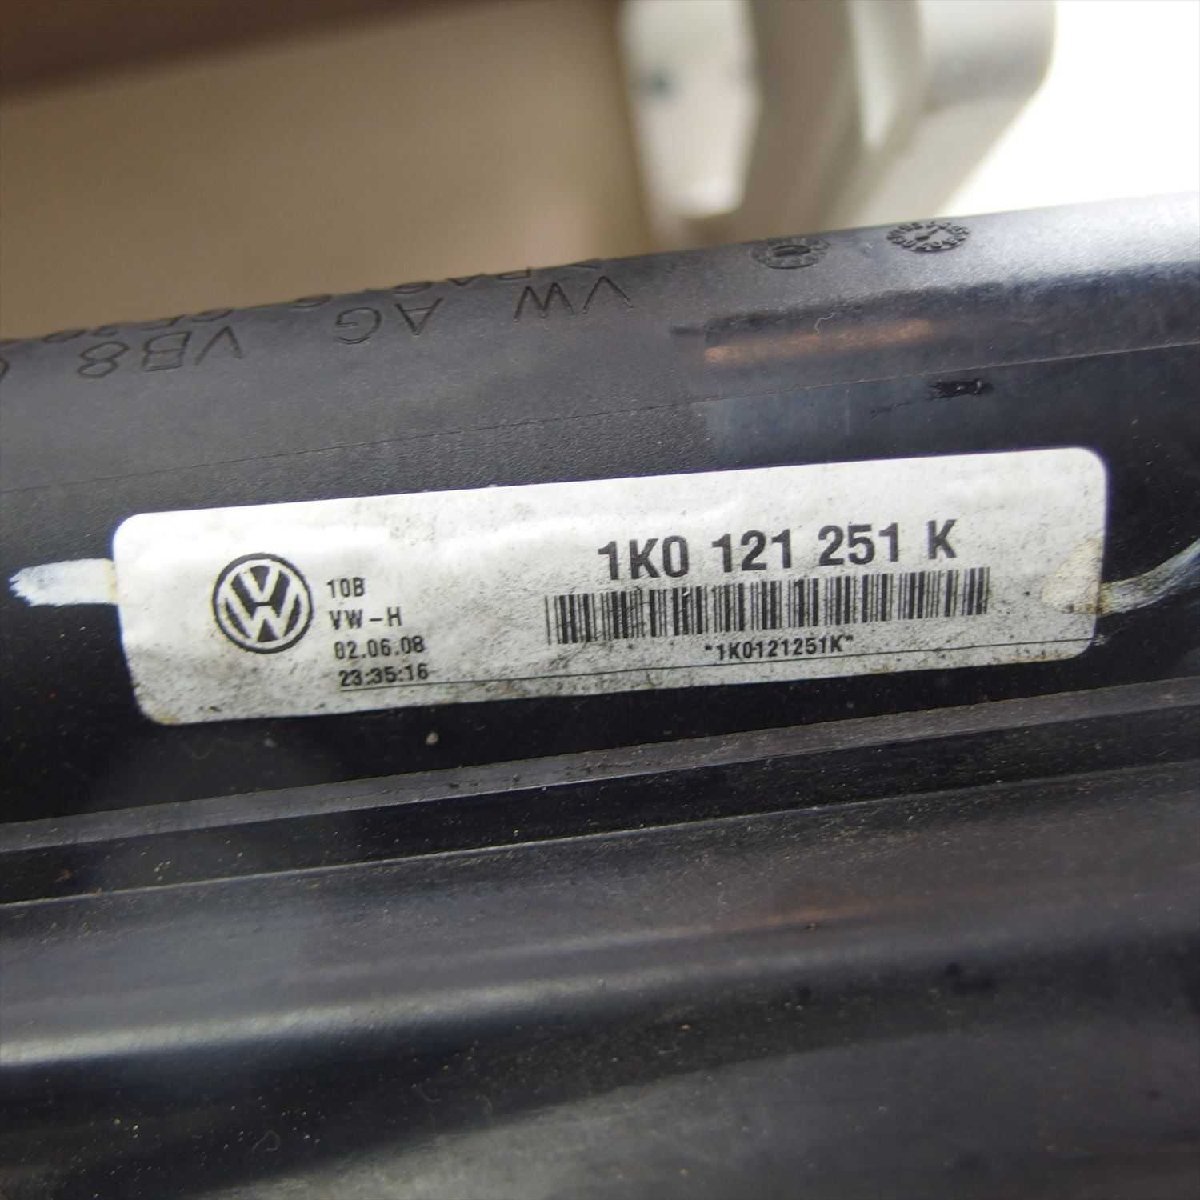 VW AG
VB8
10B
VW-H
02.06.08
23:35:16
1K0 121 251 K
*1K0121251K*